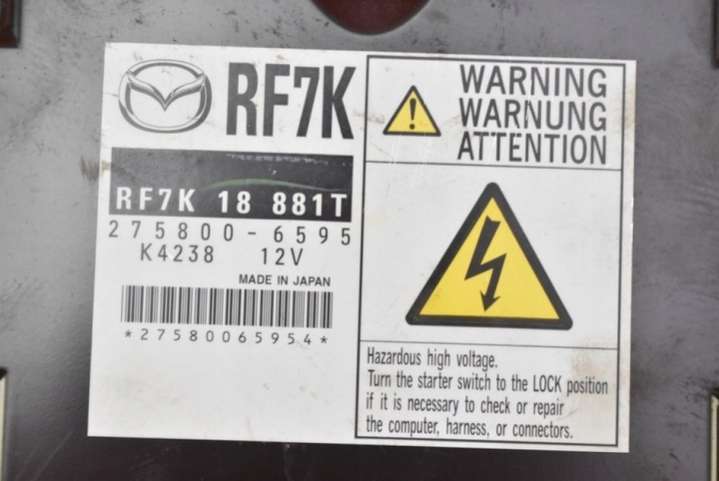 RF7K
RF7K 18 881T
275800-6595
K4238 12V
MADE IN JAPAN
*27580065954*
WARNING
WARNUNG
ATTENTION
Hazardous high voltage.
Turn the starter switch to the LOCK position
if it is necessary to check or repair
the computer, harness, or connectors.